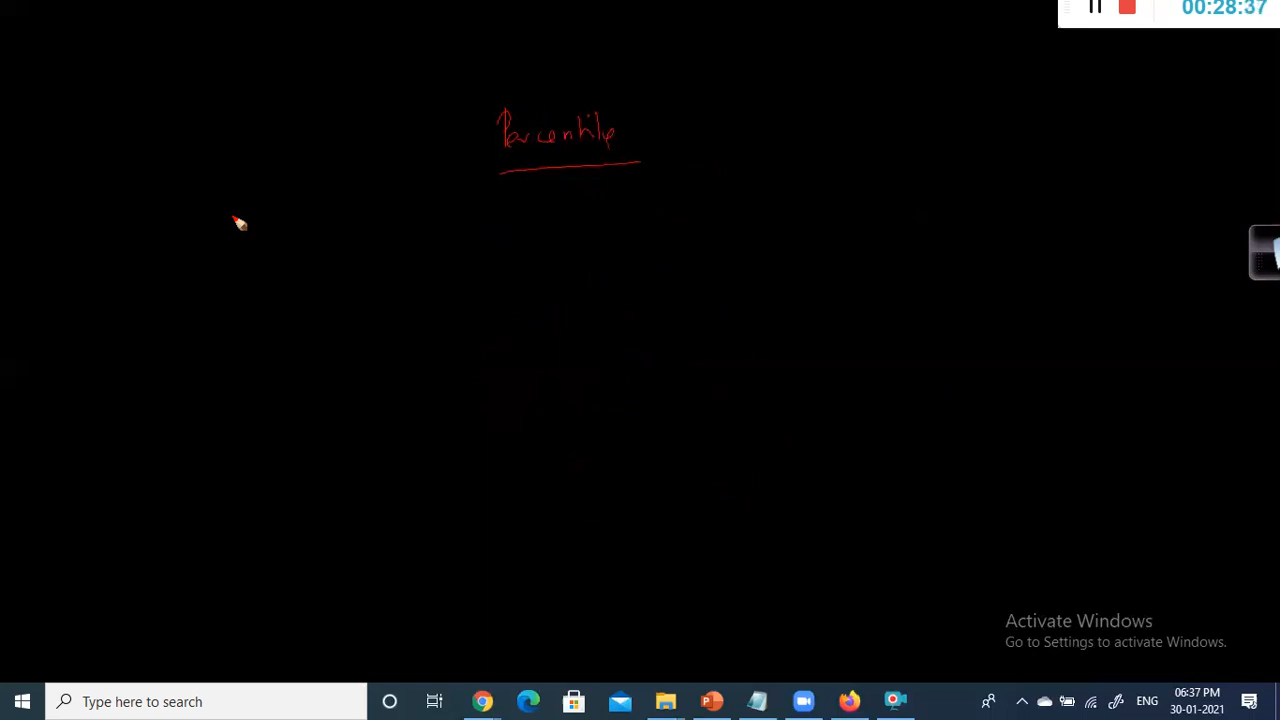 00:28:37
Percentile
Activate Windows
Go to Settings to activate Windows.
Type here to search
ENG
06:37 PM
30-01-2021